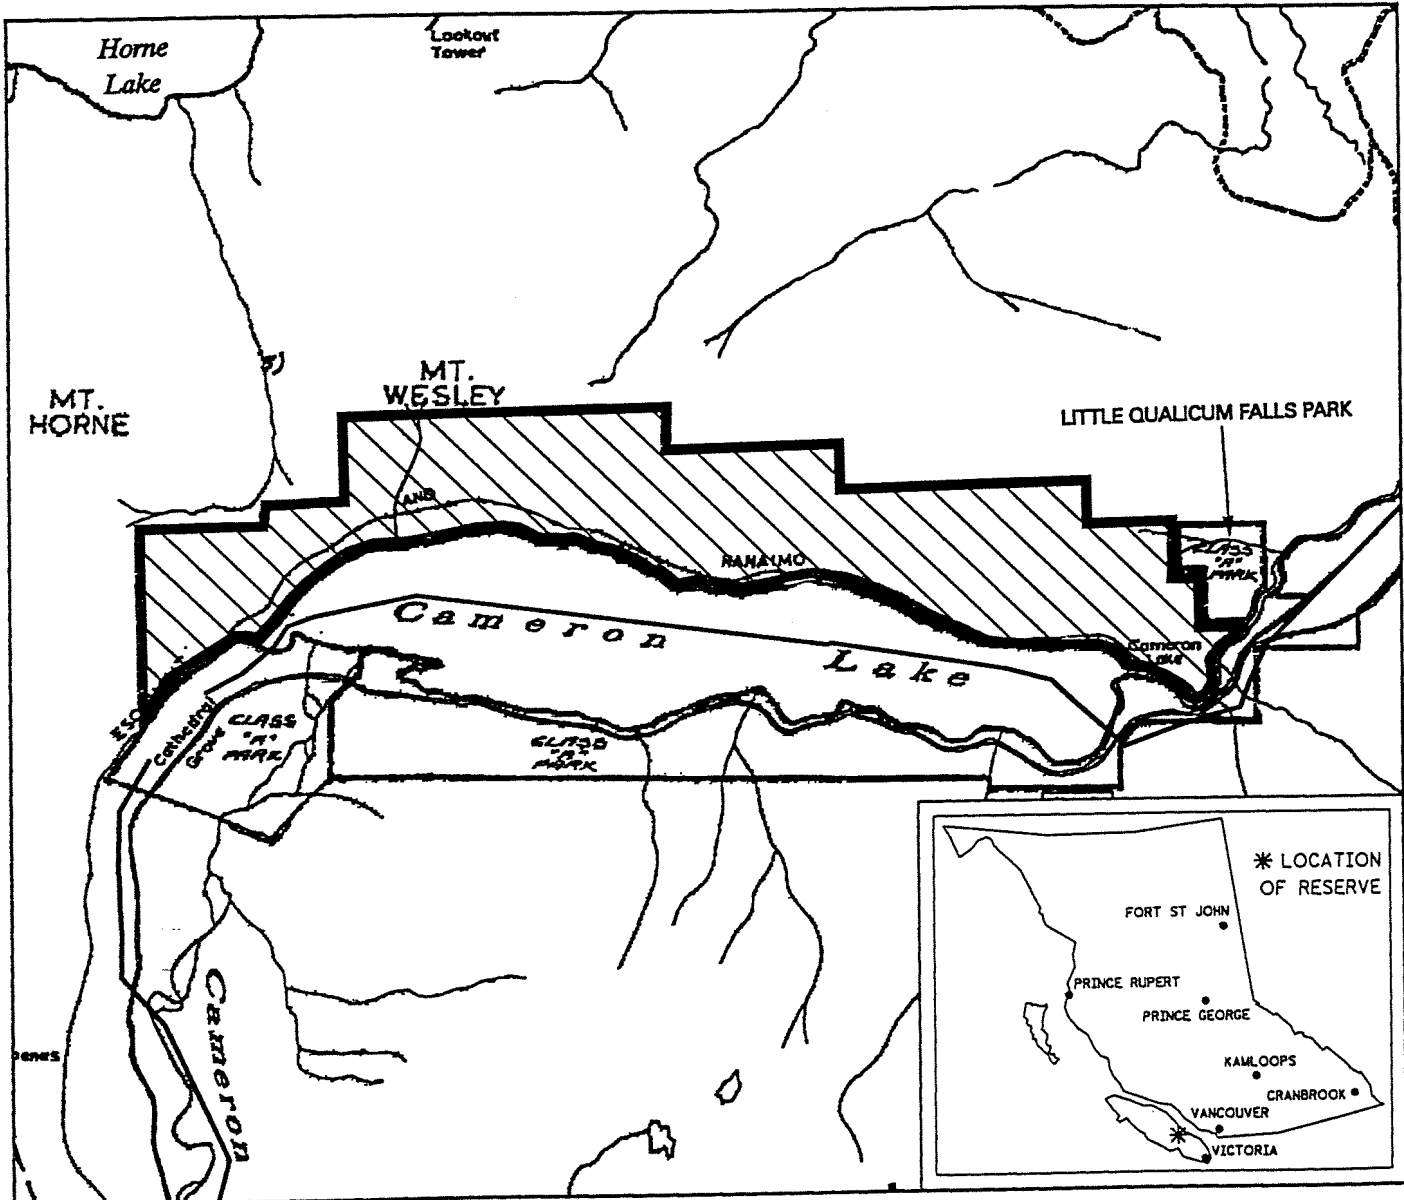 Horne
Lake
Lookout
Tower
MT.
HORNE
MT.
WESLEY
LITTLE QUALICUM FALLS PARK
AND
NANAIMO
CLASS
"A"
PARK
Cameron
Lake
Cameron
Lake
Cathedral
Grove
CLASS
"A"
PARK
CLASS
"A"
PARK
Cameron
LOCATION
OF RESERVE
FORT ST JOHN
PRINCE RUPERT
PRINCE GEORGE
KAMLOOPS
CRANBROOK
VANCOUVER
VICTORIA